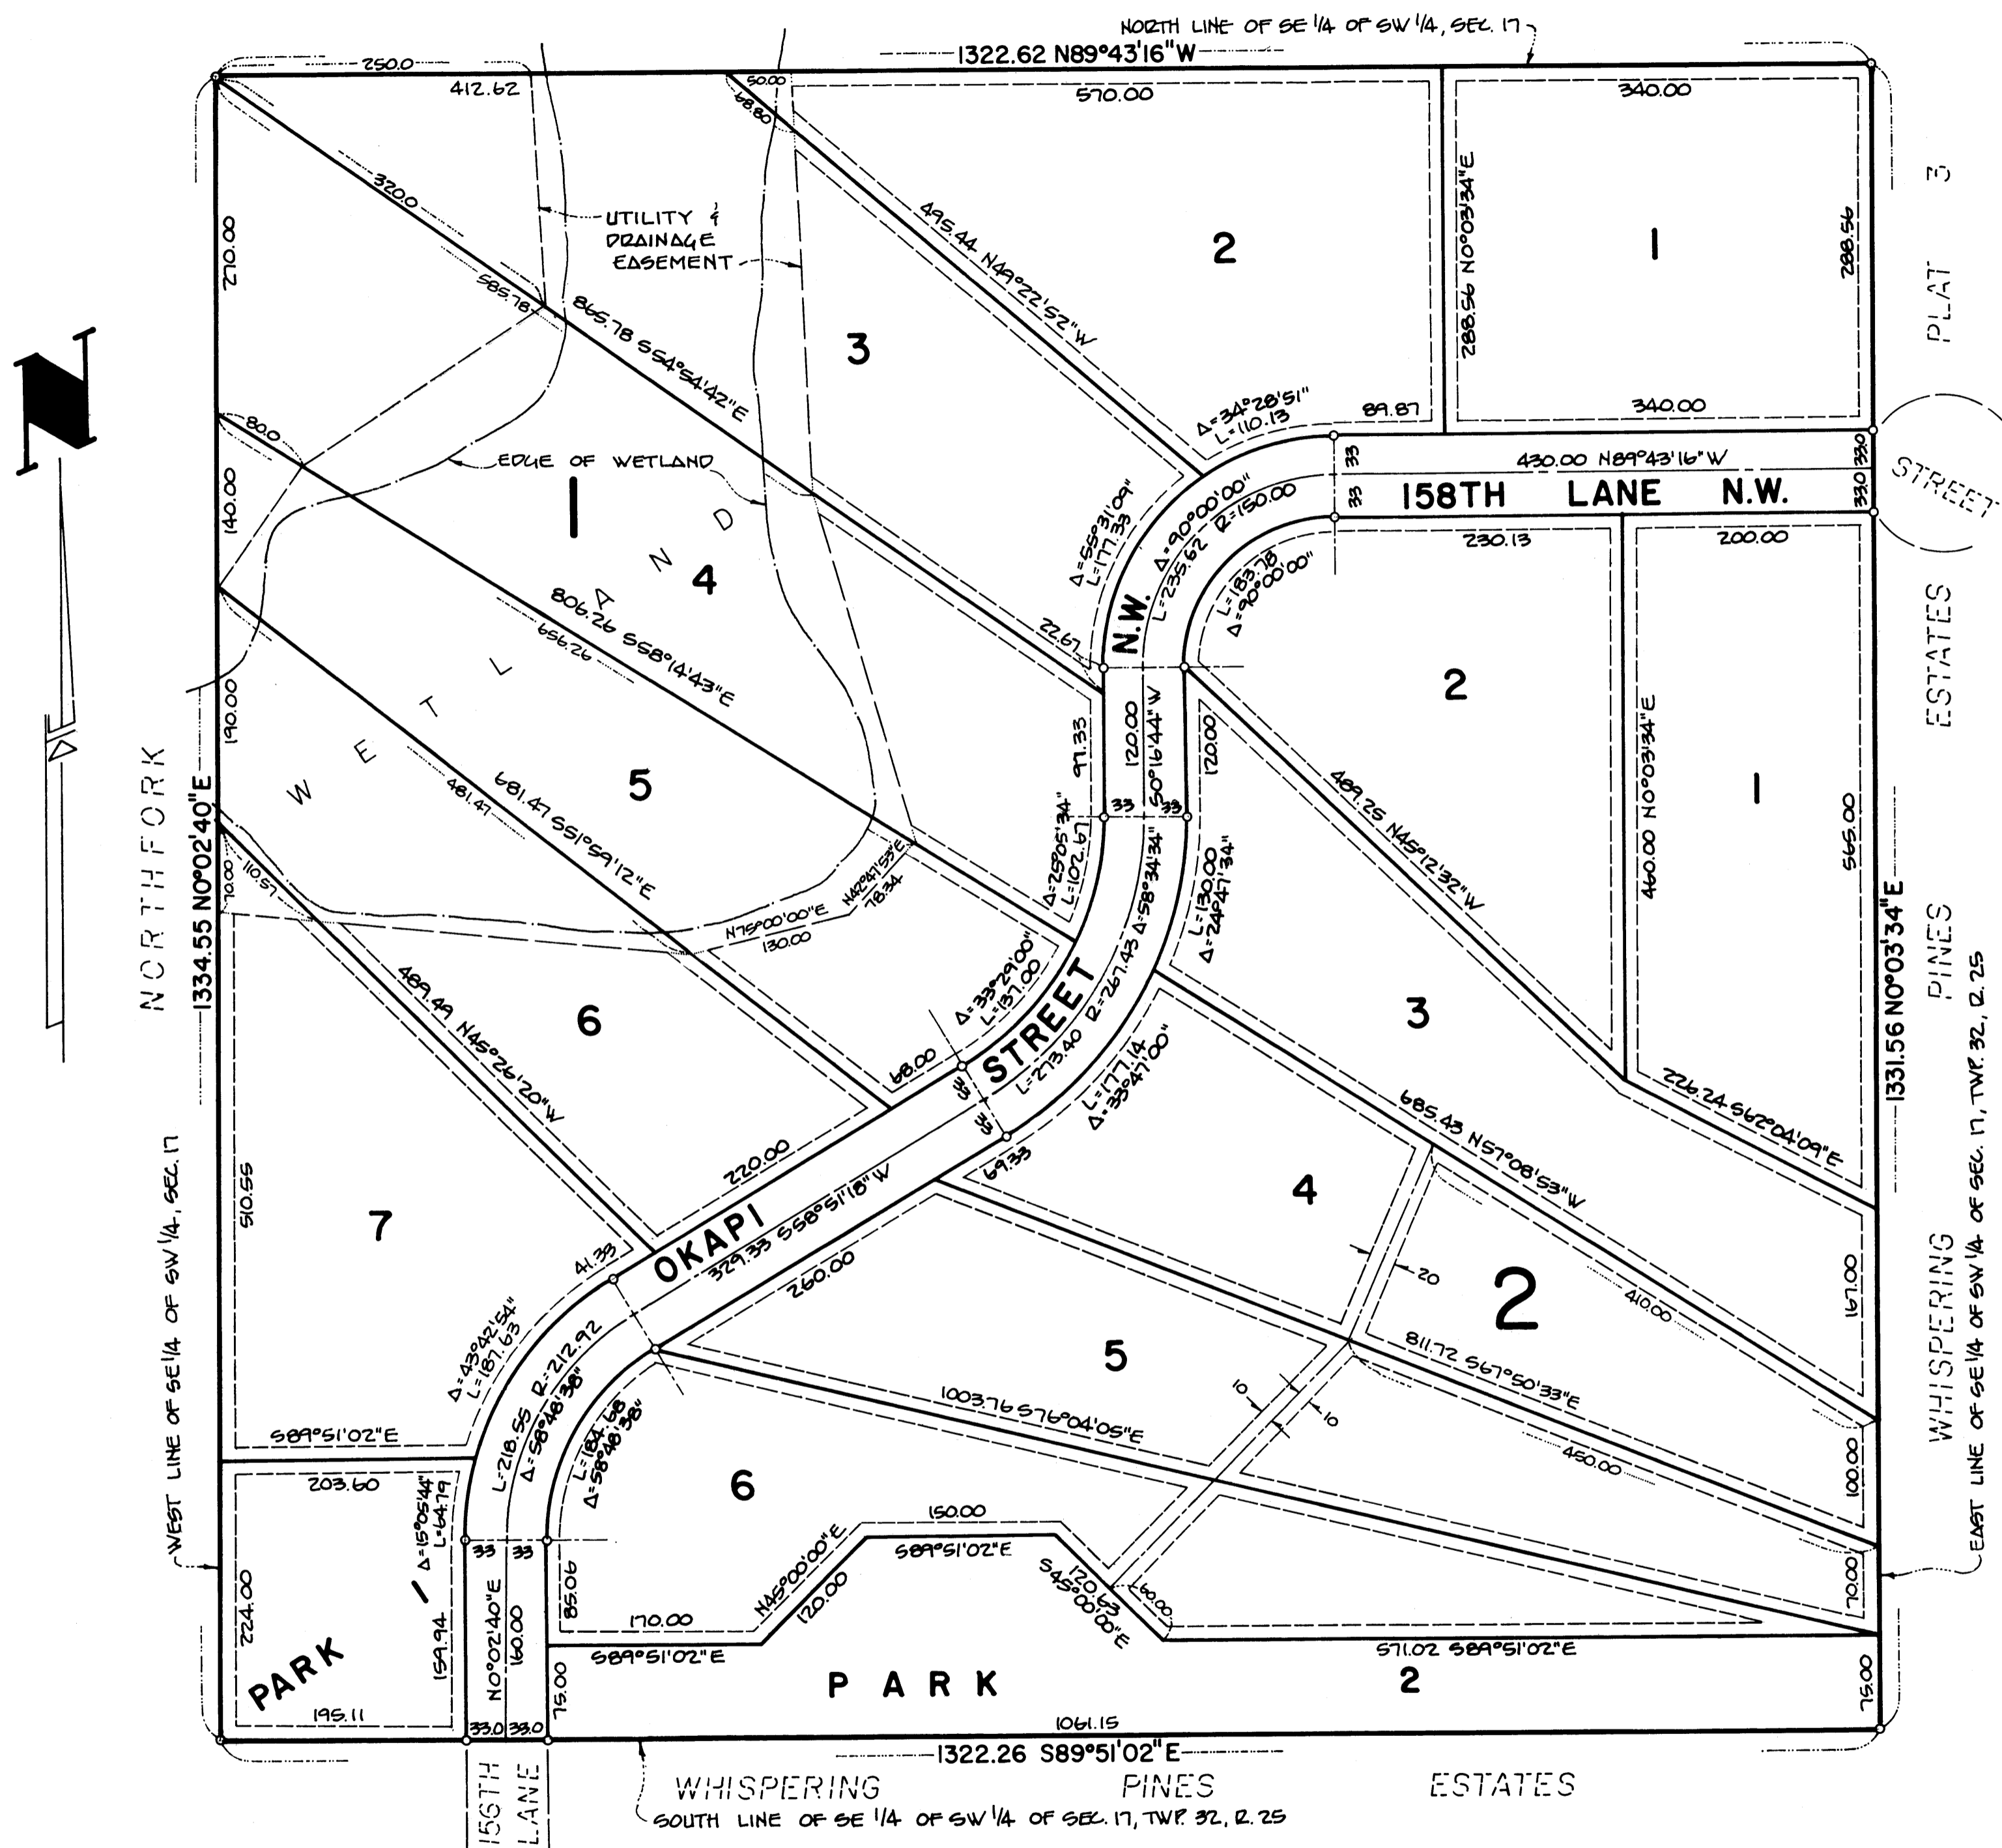 NORTH LINE OF SE 1/4 OF SW 1/4, SEC. 17
1322.62 N89°43'16"W
250.0
412.62
50.00
68.80
570.00
340.00
270.00
320.0
UTILITY &
DRAINAGE
EASEMENT
585.78
865.78 S54°54'42"E
3
495.44 N49°22'52"W
2
288.56 N0°03'34"E
1
288.56
PLAT 3
340.00
89.87
Δ=34°28'51"
L=110.13
33
33
430.00 N89°43'16"W
158TH LANE N.W.
33.0
33.0
STREET
80.0
EDGE OF WETLAND
1
140.00
4
WETLAND
806.26 S58°14'43"E
656.26
Δ=55°31'09"
L=177.33
Δ=90°00'00"
L=235.62 R=150.00
L=183.78
Δ=90°00'00"
22.67
N.W.
230.13
200.00
2
460.00 N0°03'34"E
1
565.00
ESTATES
190.00
5
481.47
681.47 S51°59'12"E
97.33
120.00
S0°16'44"W
120.00
33
33
489.25 N45°12'32"W
NORTHFORK
1334.55 N0°02'40"E
70.00
110.57
N75°00'00"E
130.00
N42°47'53"E
78.34
Δ=25°05'34"
L=102.67
Δ=58°34'34"
L=273.40 R=267.43
L=130.00
Δ=24°47'34"
PINES
1331.56 N0°03'34"E
489.49 N45°26'20"W
6
Δ=33°29'00"
L=137.00
68.00
STREET
33
33
L=177.14
Δ=33°47'00"
3
226.24 S62°04'09"E
685.43 N57°08'53"W
69.33
4
20
2
410.00
167.00
WHISPERING
EAST LINE OF SE 1/4 OF SW 1/4 OF SEC. 17, TWP. 32, R. 25
WEST LINE OF SE 1/4 OF SW 1/4, SEC. 17
510.55
7
220.00
OKAPI
329.33 S58°51'18"W
260.00
41.33
Δ=43°42'54"
L=187.63
L=218.55 R=212.92
Δ=58°48'38"
L=184.68
Δ=58°48'38"
5
1003.76 S76°04'05"E
811.72 S67°50'33"E
10
10
450.00
100.00
S89°51'02"E
203.60
Δ=15°05'44"
L=64.79
33
33
6
150.00
S89°51'02"E
N45°00'00"E
120.00
120.63
S45°00'00"E
60.00
70.00
224.00
PARK 1
159.94
N0°02'40"E
160.00
85.06
170.00
S89°51'02"E
571.02 S89°51'02"E
75.00
PARK 2
75.00
195.11
33.0
33.0
1061.15
1322.26 S89°51'02"E
156TH
LANE
WHISPERING PINES ESTATES
SOUTH LINE OF SE 1/4 OF SW 1/4 OF SEC. 17, TWP. 32, R. 25